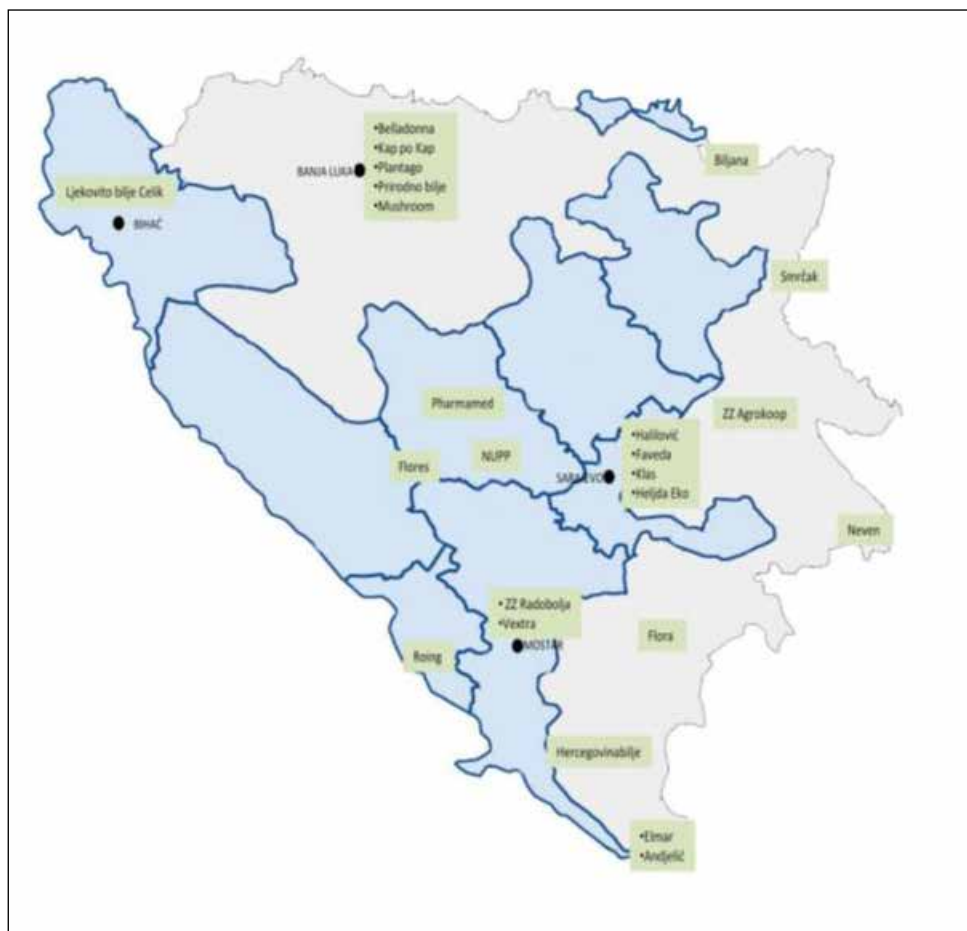 •Belladonna
•Kap po Kap
BANJA LUKA
•Plantago
•Prirodno bilje
•Mushroom
Biljana
Ljekovito bilje Celik
BIHAĆ
Smrčak
Pharmamed
ZZ Agrokoop
•Halilović
•Faveda
•Klas
•Heljda Eko
NUPP
Flores
SARAJEVO
Neven
• ZZ Radobolja
•Vextra
MOSTAR
Flora
Roing
Hercegovinabilje
•Elmar
•Andjelić